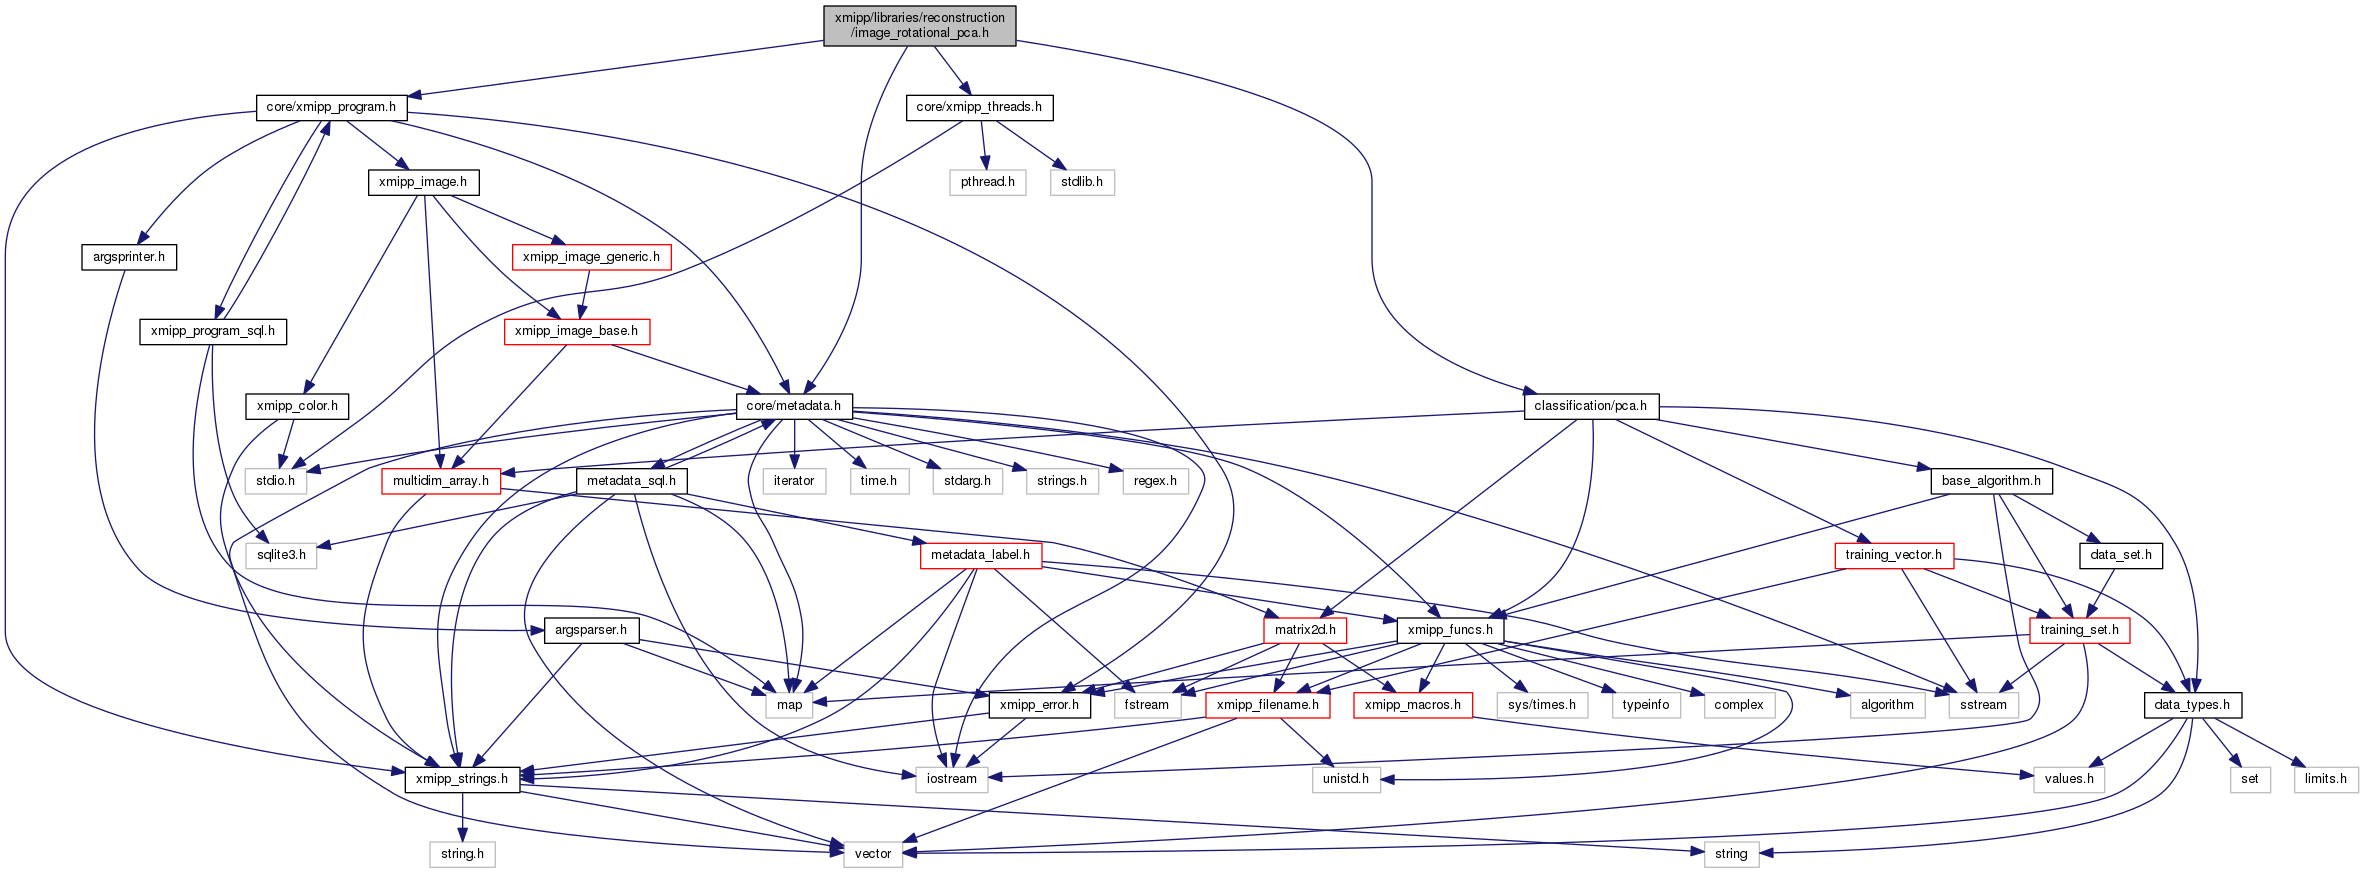 xmipp/libraries/reconstruction
/image_rotational_pca.h
core/xmipp_program.h
core/xmipp_threads.h
xmipp_image.h
pthread.h
stdlib.h
argsprinter.h
xmipp_image_generic.h
xmipp_program_sql.h
xmipp_image_base.h
xmipp_color.h
core/metadata.h
classification/pca.h
stdio.h
multidim_array.h
metadata_sql.h
iterator
time.h
stdarg.h
strings.h
regex.h
base_algorithm.h
sqlite3.h
metadata_label.h
training_vector.h
data_set.h
argsparser.h
matrix2d.h
xmipp_funcs.h
training_set.h
map
xmipp_error.h
fstream
xmipp_filename.h
xmipp_macros.h
sys/times.h
typeinfo
complex
algorithm
sstream
data_types.h
xmipp_strings.h
iostream
unistd.h
values.h
set
limits.h
string.h
vector
string